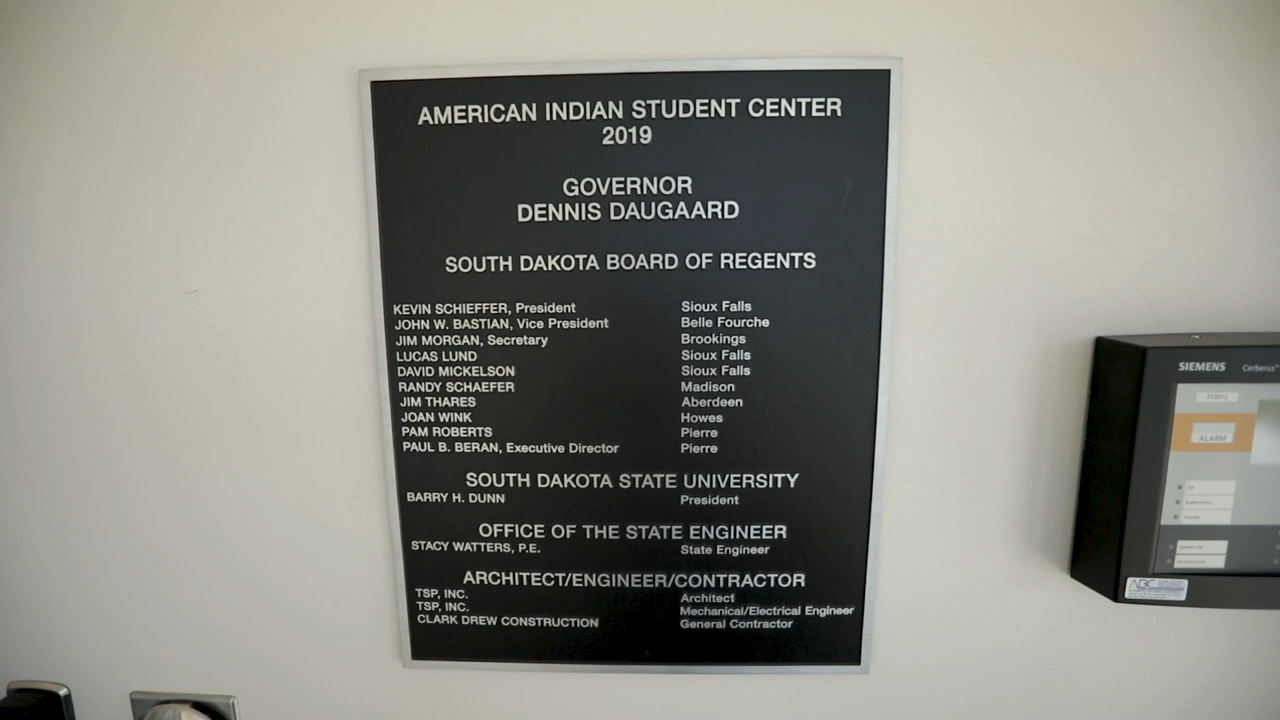 AMERICAN INDIAN STUDENT CENTER
2019
GOVERNOR
DENNIS DAUGAARD
SOUTH DAKOTA BOARD OF REGENTS
KEVIN SCHIEFFER, President Sioux Falls
JOHN W. BASTIAN, Vice President Belle Fourche
JIM MORGAN, Secretary Brookings
LUCAS LUND Sioux Falls
DAVID MICKELSON Sioux Falls
RANDY SCHAEFER Madison
JIM THARES Aberdeen
JOAN WINK Howes
PAM ROBERTS Pierre
PAUL B. BERAN, Executive Director Pierre
SOUTH DAKOTA STATE UNIVERSITY
BARRY H. DUNN President
OFFICE OF THE STATE ENGINEER
STACY WATTERS, P.E. State Engineer
ARCHITECT/ENGINEER/CONTRACTOR
TSP, INC. Architect
TSP, INC. Mechanical/Electrical Engineer
CLARK DREW CONSTRUCTION General Contractor
SIEMENS Cerberus
ALARM
ABC